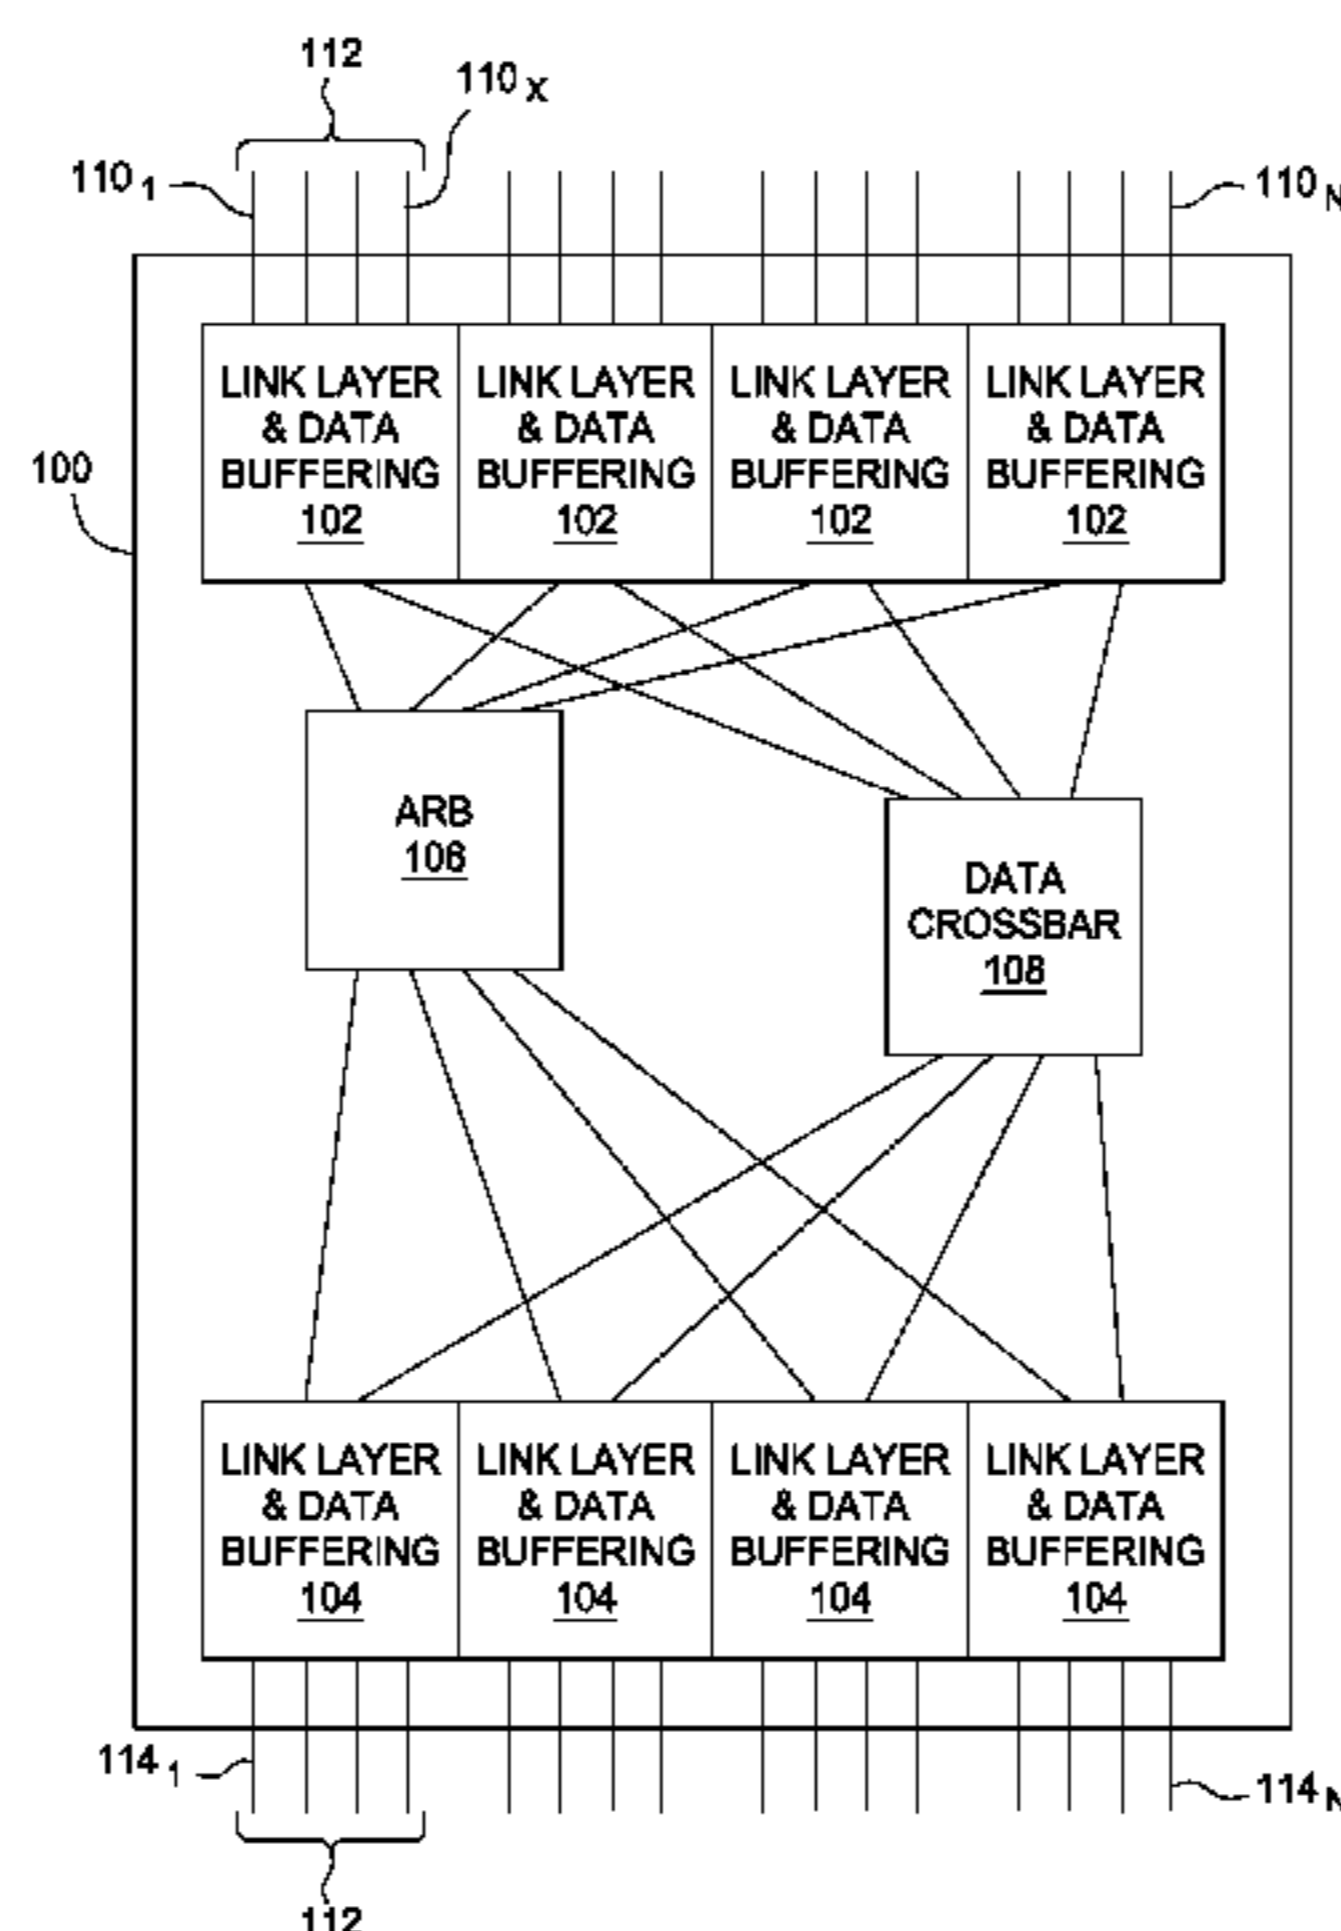 112
110 X
110 1
110 N
LINK LAYER
& DATA
BUFFERING
102
LINK LAYER
& DATA
BUFFERING
102
LINK LAYER
& DATA
BUFFERING
102
LINK LAYER
& DATA
BUFFERING
102
100
ARB
106
DATA
CROSSBAR
108
LINK LAYER
& DATA
BUFFERING
104
LINK LAYER
& DATA
BUFFERING
104
LINK LAYER
& DATA
BUFFERING
104
LINK LAYER
& DATA
BUFFERING
104
114 1
114 N
112